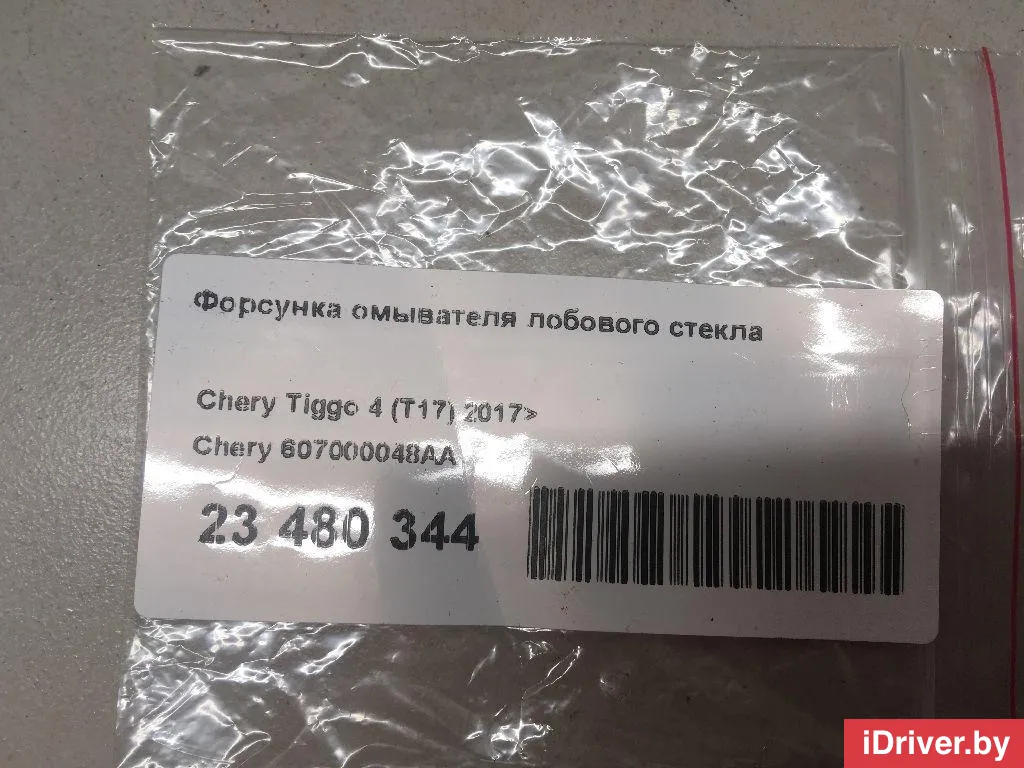 Форсунка омывателя лобового стекла
Chery Tiggo 4 (T17) 2017>
Chery 607000048AA
23 480 344
iDriver.by